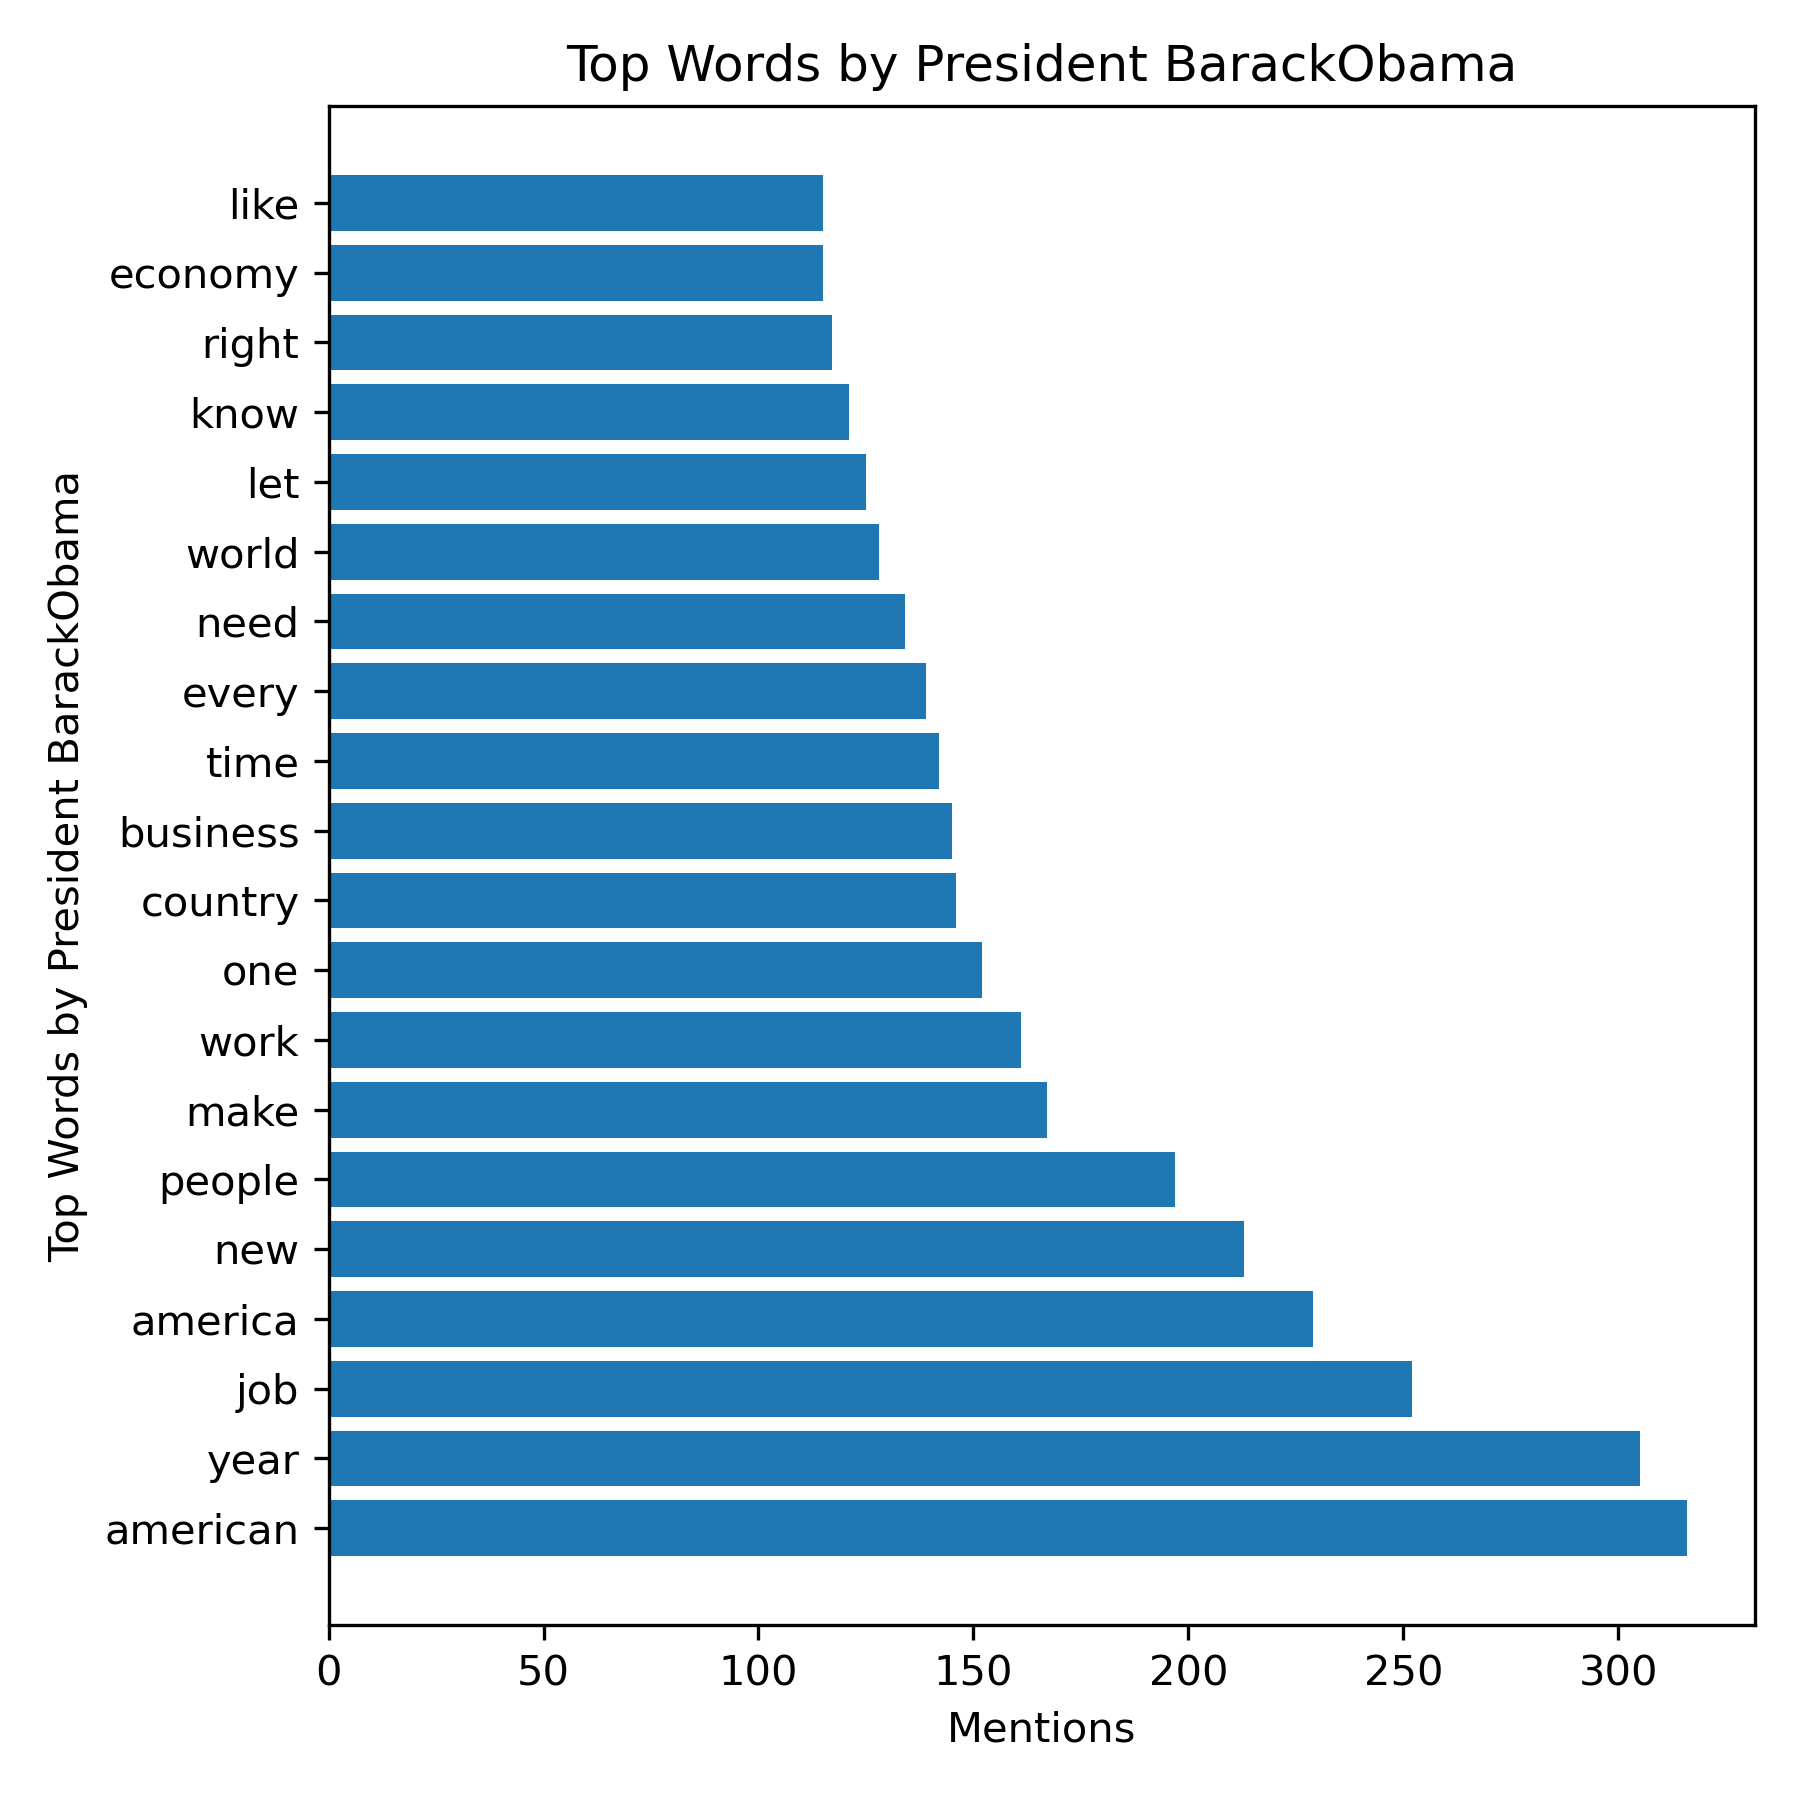 Top Words by President BarackObama
like
economy
right
know
let
world
need
every
time
business
country
one
work
make
people
new
america
job
year
american
Top Words by President BarackObama
0 50 100 150 200 250 300
Mentions